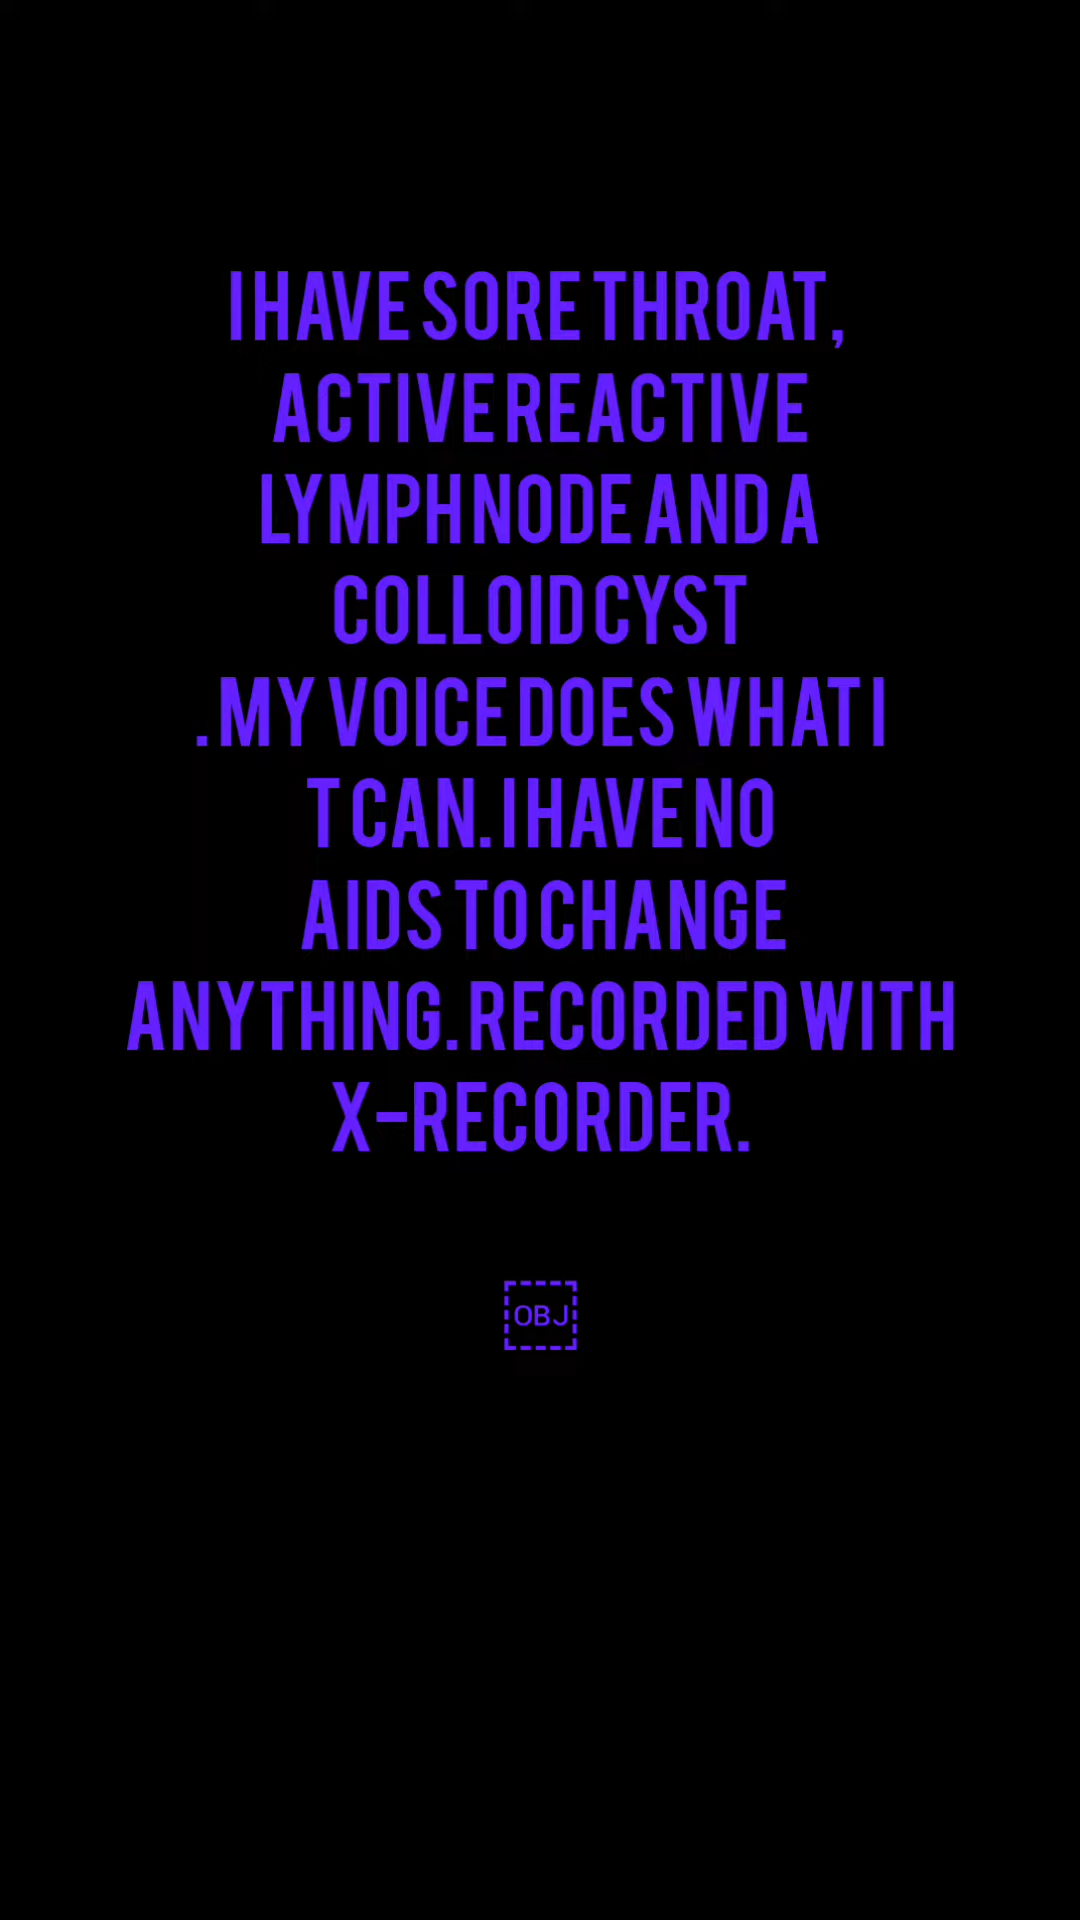 I HAVE SORE THROAT,
ACTIVE REACTIVE
LYMPH NODE AND A
COLLOID CYST
. MY VOICE DOES WHAT I
T CAN. I HAVE NO
AIDS TO CHANGE
ANYTHING. RECORDED WITH
X-RECORDER.
OBJ